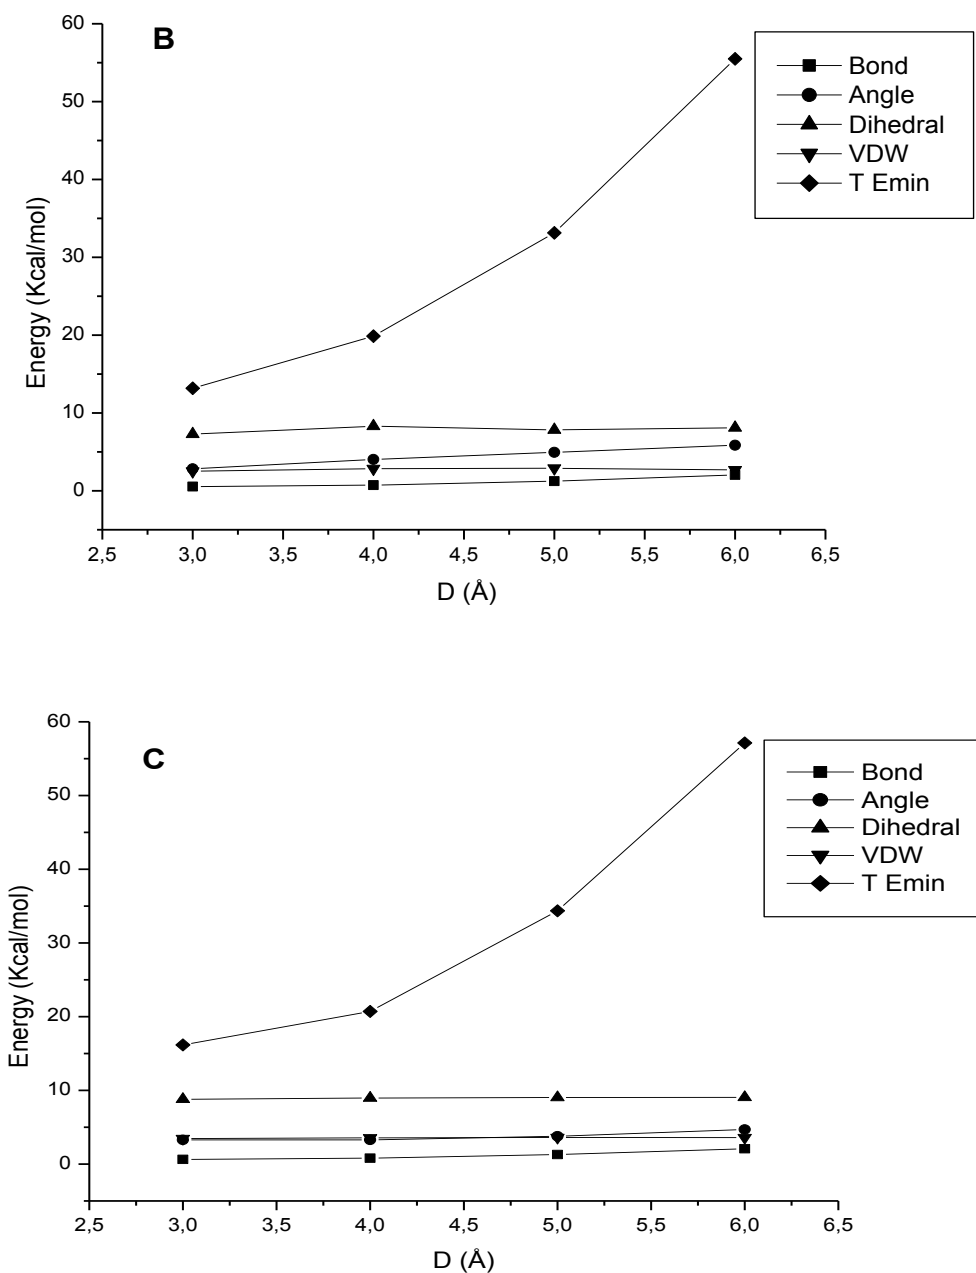 B
60
50
40
30
20
10
0
Energy (Kcal/mol)
2,5 3,0 3,5 4,0 4,5 5,0 5,5 6,0 6,5
D (Å)
Bond
Angle
Dihedral
VDW
T Emin
C
60
50
40
30
20
10
0
Energy (Kcal/mol)
2,5 3,0 3,5 4,0 4,5 5,0 5,5 6,0 6,5
D (Å)
Bond
Angle
Dihedral
VDW
T Emin